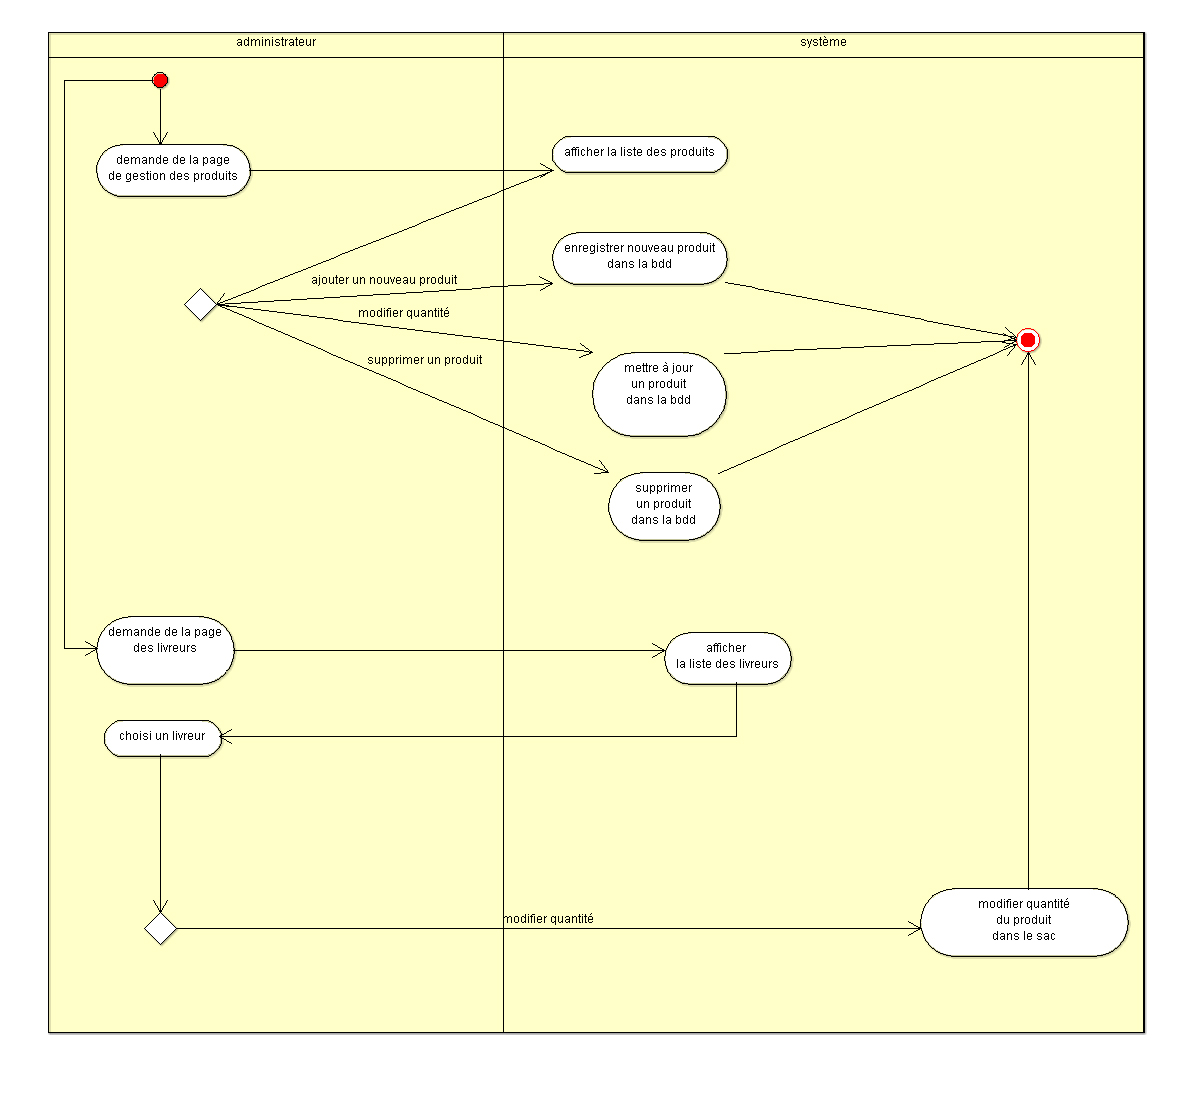 administrateur
système
demande de la page
de gestion des produits
afficher la liste des produits
enregistrer nouveau produit
dans la bdd
ajouter un nouveau produit
modifier quantité
supprimer un produit
mettre à jour
un produit
dans la bdd
supprimer
un produit
dans la bdd
demande de la page
des livreurs
afficher
la liste des livreurs
choisi un livreur
modifier quantité
modifier quantité
du produit
dans le sac